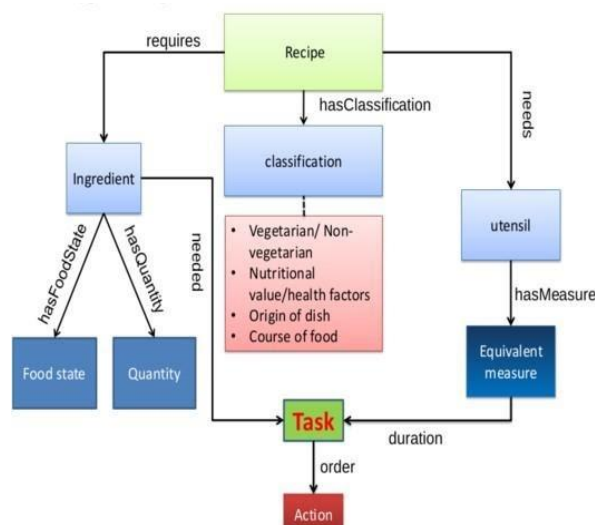 requires
Recipe
hasClassification
needs
Ingredient
classification
utensil
hasFoodState
hasQuantity
needed
• Vegetarian/ Non-
vegetarian
• Nutritional
value/health factors
• Origin of dish
• Course of food
hasMeasure
Food state
Quantity
Equivalent
measure
Task
duration
order
Action